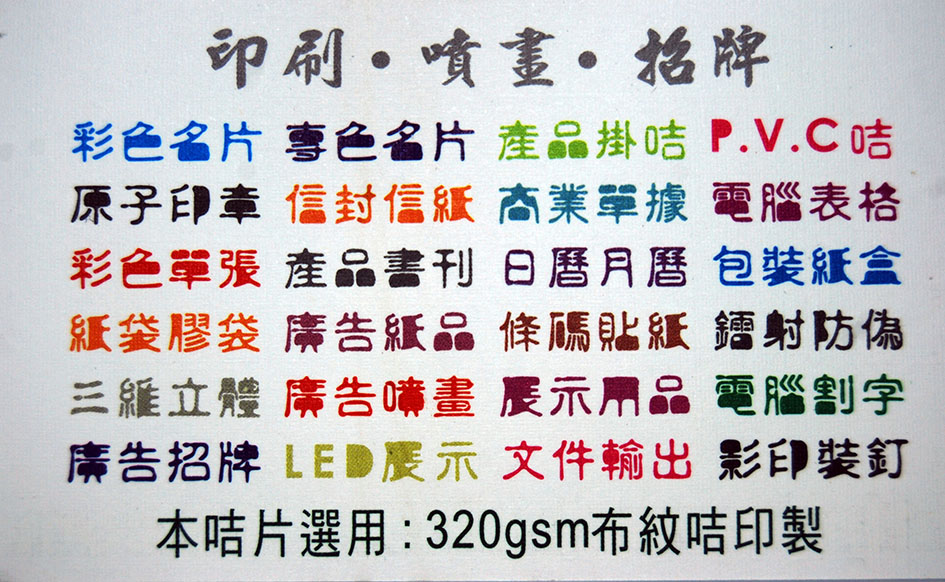 印刷・噴畫・招牌
彩色名片 專色名片 產品掛咭 P.V.C咭
原子印章 信封信紙 商業單據 電腦表格
彩色單張 產品書刊 日曆月曆 包裝紙盒
紙袋膠袋 廣告紙品 條碼貼紙 鐳射防偽
三維立體 廣告噴畫 展示用品 電腦割字
廣告招牌 LED展示 文件輸出 影印裝釘
本咭片選用：320gsm布紋咭印製